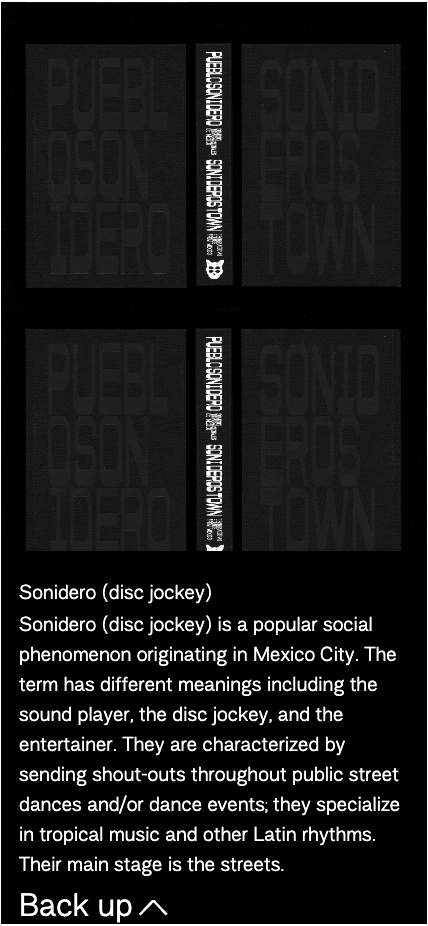 PUEBL
OSON
IDERO
PUEBLOSONIDERO
SONIDEROSTOWN
SONID
EROS
TOWN
PUEBL
OSON
IDERO
PUEBLOSONIDERO
SONIDEROSTOWN
SONID
EROS
TOWN
Sonidero (disc jockey)
Sonidero (disc jockey) is a popular social
phenomenon originating in Mexico City. The
term has different meanings including the
sound player, the disc jockey, and the
entertainer. They are characterized by
sending shout-outs throughout public street
dances and/or dance events; they specialize
in tropical music and other Latin rhythms.
Their main stage is the streets.
Back up